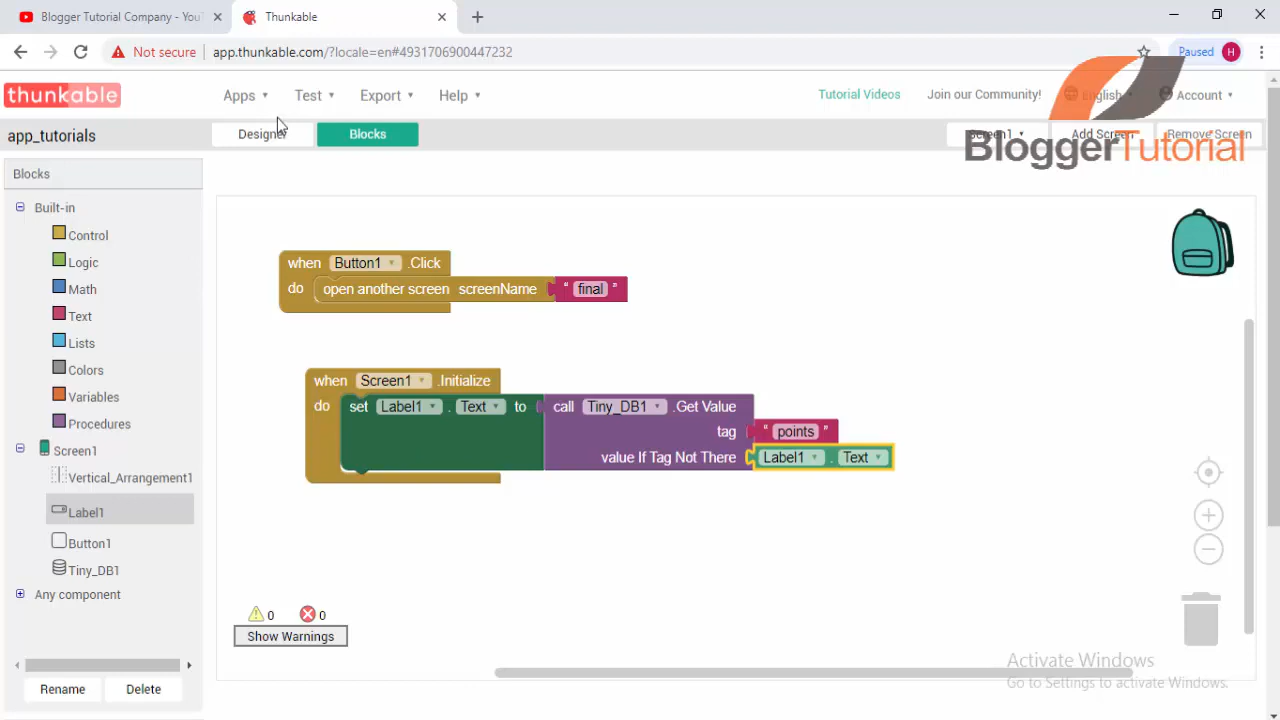 Blogger Tutorial Company - YouT
Thunkable
Not secure
app.thunkable.com/?locale=en#4931706900447232
Paused
H
thunkable
Apps
Test
Export
Help
Tutorial Videos
Join our Community!
English
Account
app_tutorials
Designer
Blocks
Screen1
Add Screen
Remove Screen
BloggerTutorial
Blocks
Built-in
Control
Logic
Math
Text
Lists
Colors
Variables
Procedures
Screen1
Vertical_Arrangement1
Label1
Button1
Tiny_DB1
Any component
Rename
Delete
when Button1 .Click
do open another screen screenName " final "
when Screen1 .Initialize
do set Label1 . Text to call Tiny_DB1 .Get Value
tag " points "
value If Tag Not There Label1 . Text
0 0
Show Warnings
Activate Windows
Go to Settings to activate Windows.